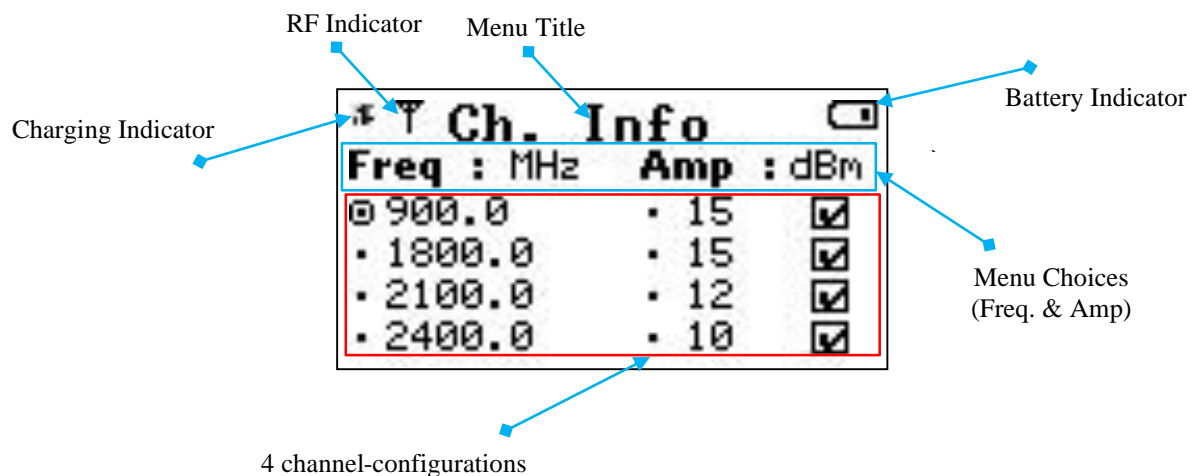 RF Indicator
Menu Title
Charging Indicator
Battery Indicator
Ch. Info
Freq : MHz Amp : dBm
900.0 · 15
· 1800.0 · 15
· 2100.0 · 12
· 2400.0 · 10
Menu Choices
(Freq. & Amp)
4 channel-configurations